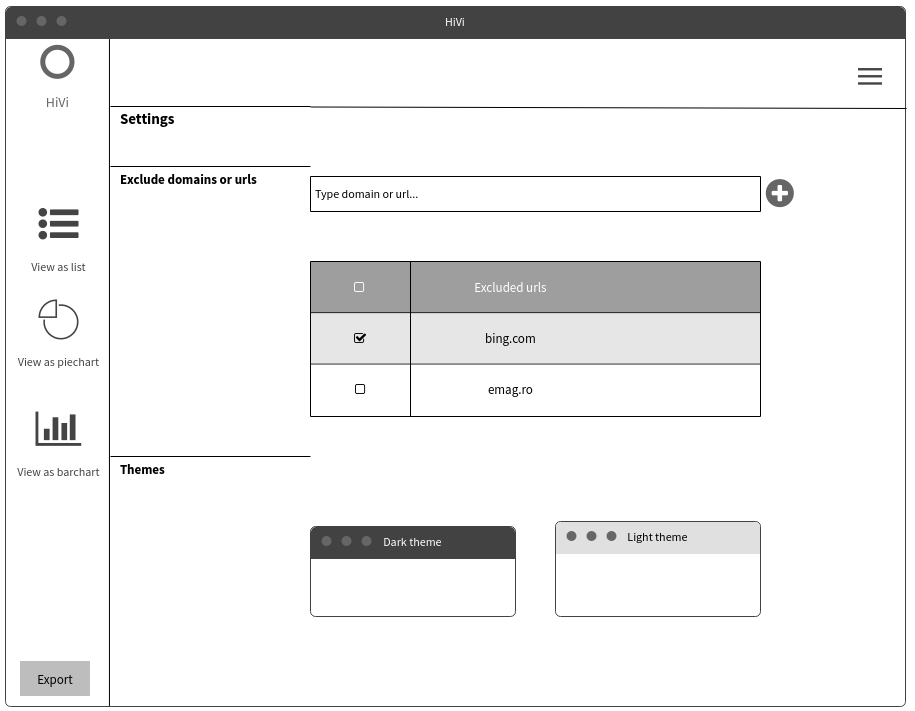 HiVi
HiVi
Settings
Exclude domains or urls
Type domain or url...
View as list
Excluded urls
bing.com
View as piechart
emag.ro
View as barchart
Themes
Dark theme
Light theme
Export